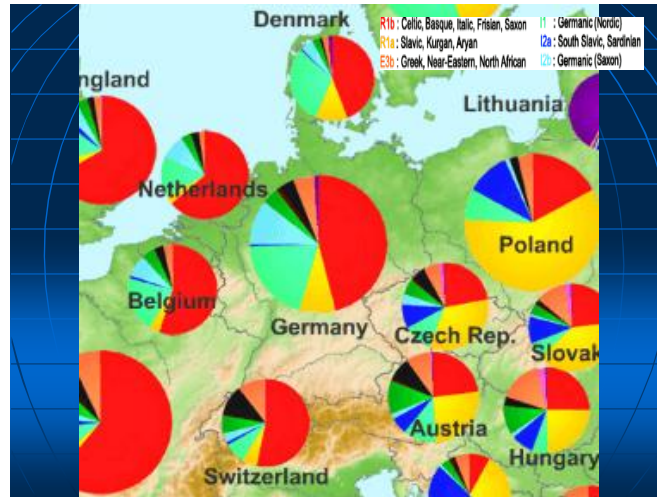 Denmark
R1b : Celtic, Basque, Italic, Frisian, Saxon
R1a : Slavic, Kurgan, Aryan
E3b : Greek, Near-Eastern, North African
I1 : Germanic (Nordic)
I2a : South Slavic, Sardinian
I2b : Germanic (Saxon)
ngland
Lithuania
Netherlands
Poland
Belgium
Germany
Czech Rep.
Slovak
Austria
Hungary
Switzerland